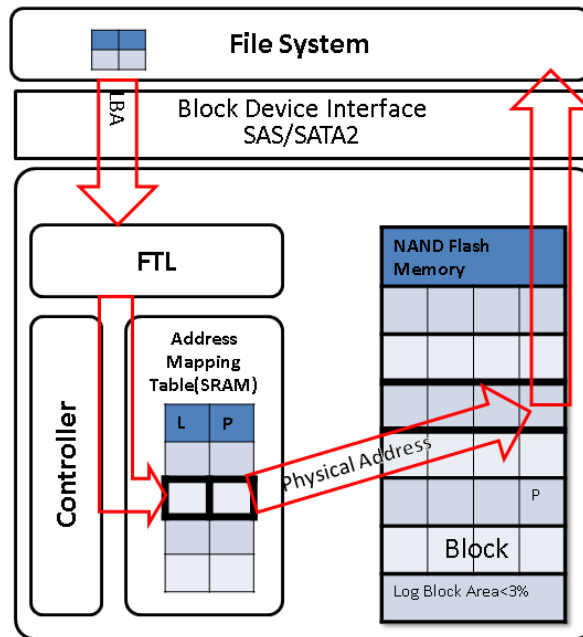 File System
LBA
Block Device Interface
SAS/SATA2
FTL
NAND Flash
Memory
Controller
Address
Mapping
Table(SRAM)
L P
Physical Address
P
Block
Log Block Area<3%